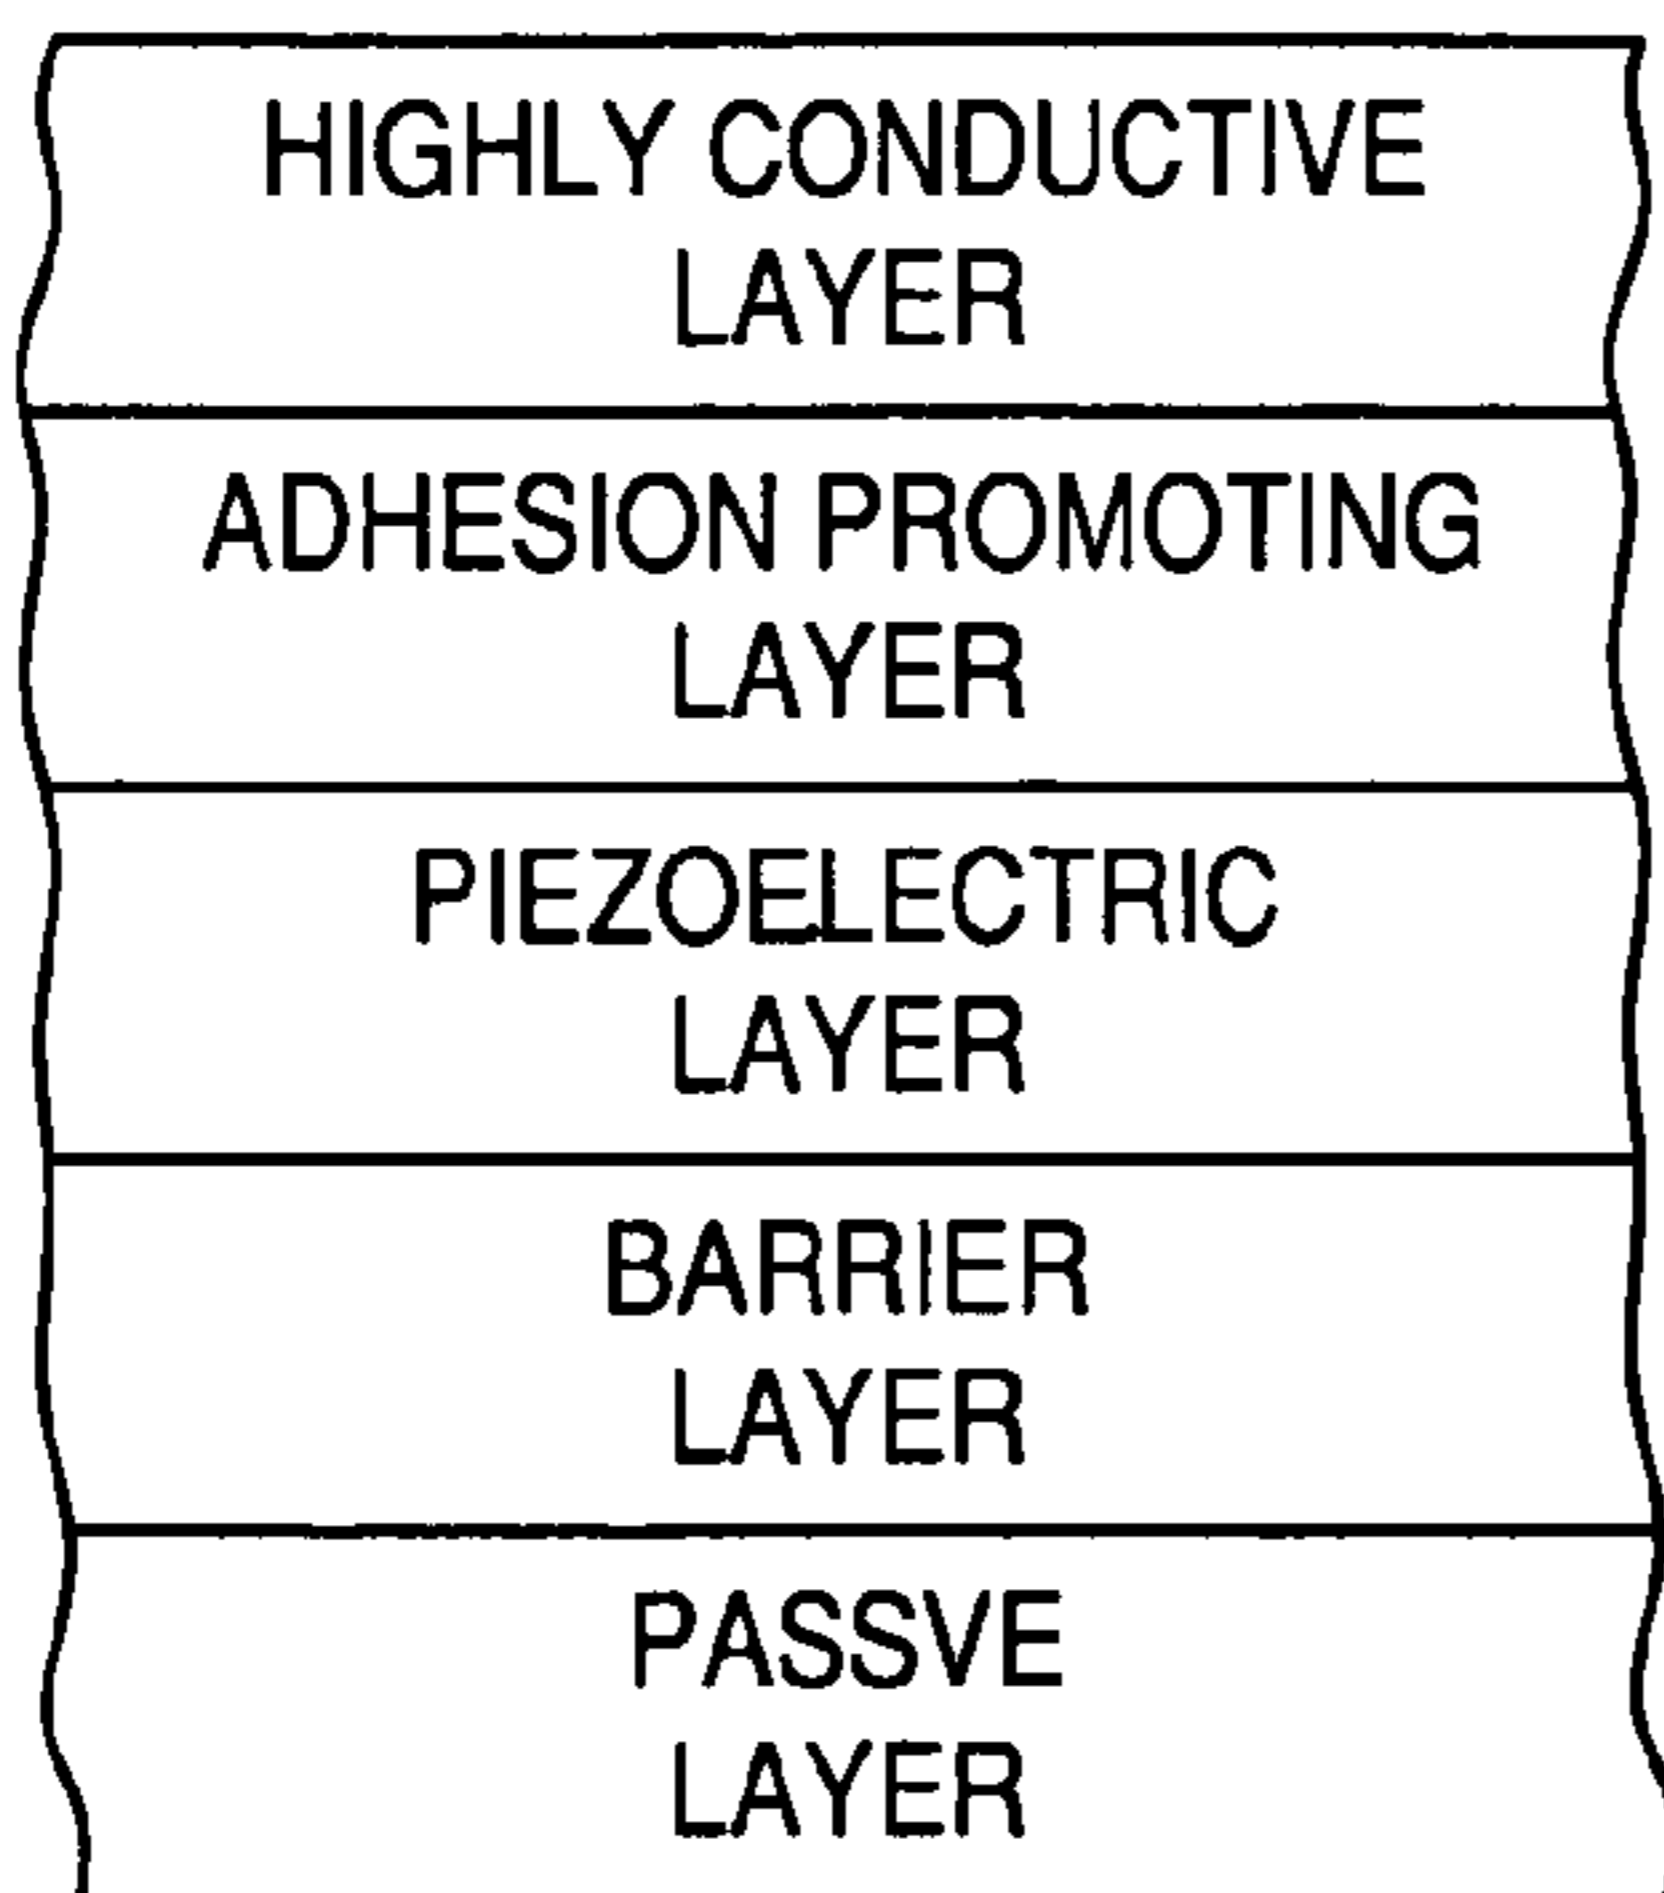 HIGHLY CONDUCTIVE
LAYER
ADHESION PROMOTING
LAYER
PIEZOELECTRIC
LAYER
BARRIER
LAYER
PASSVE
LAYER